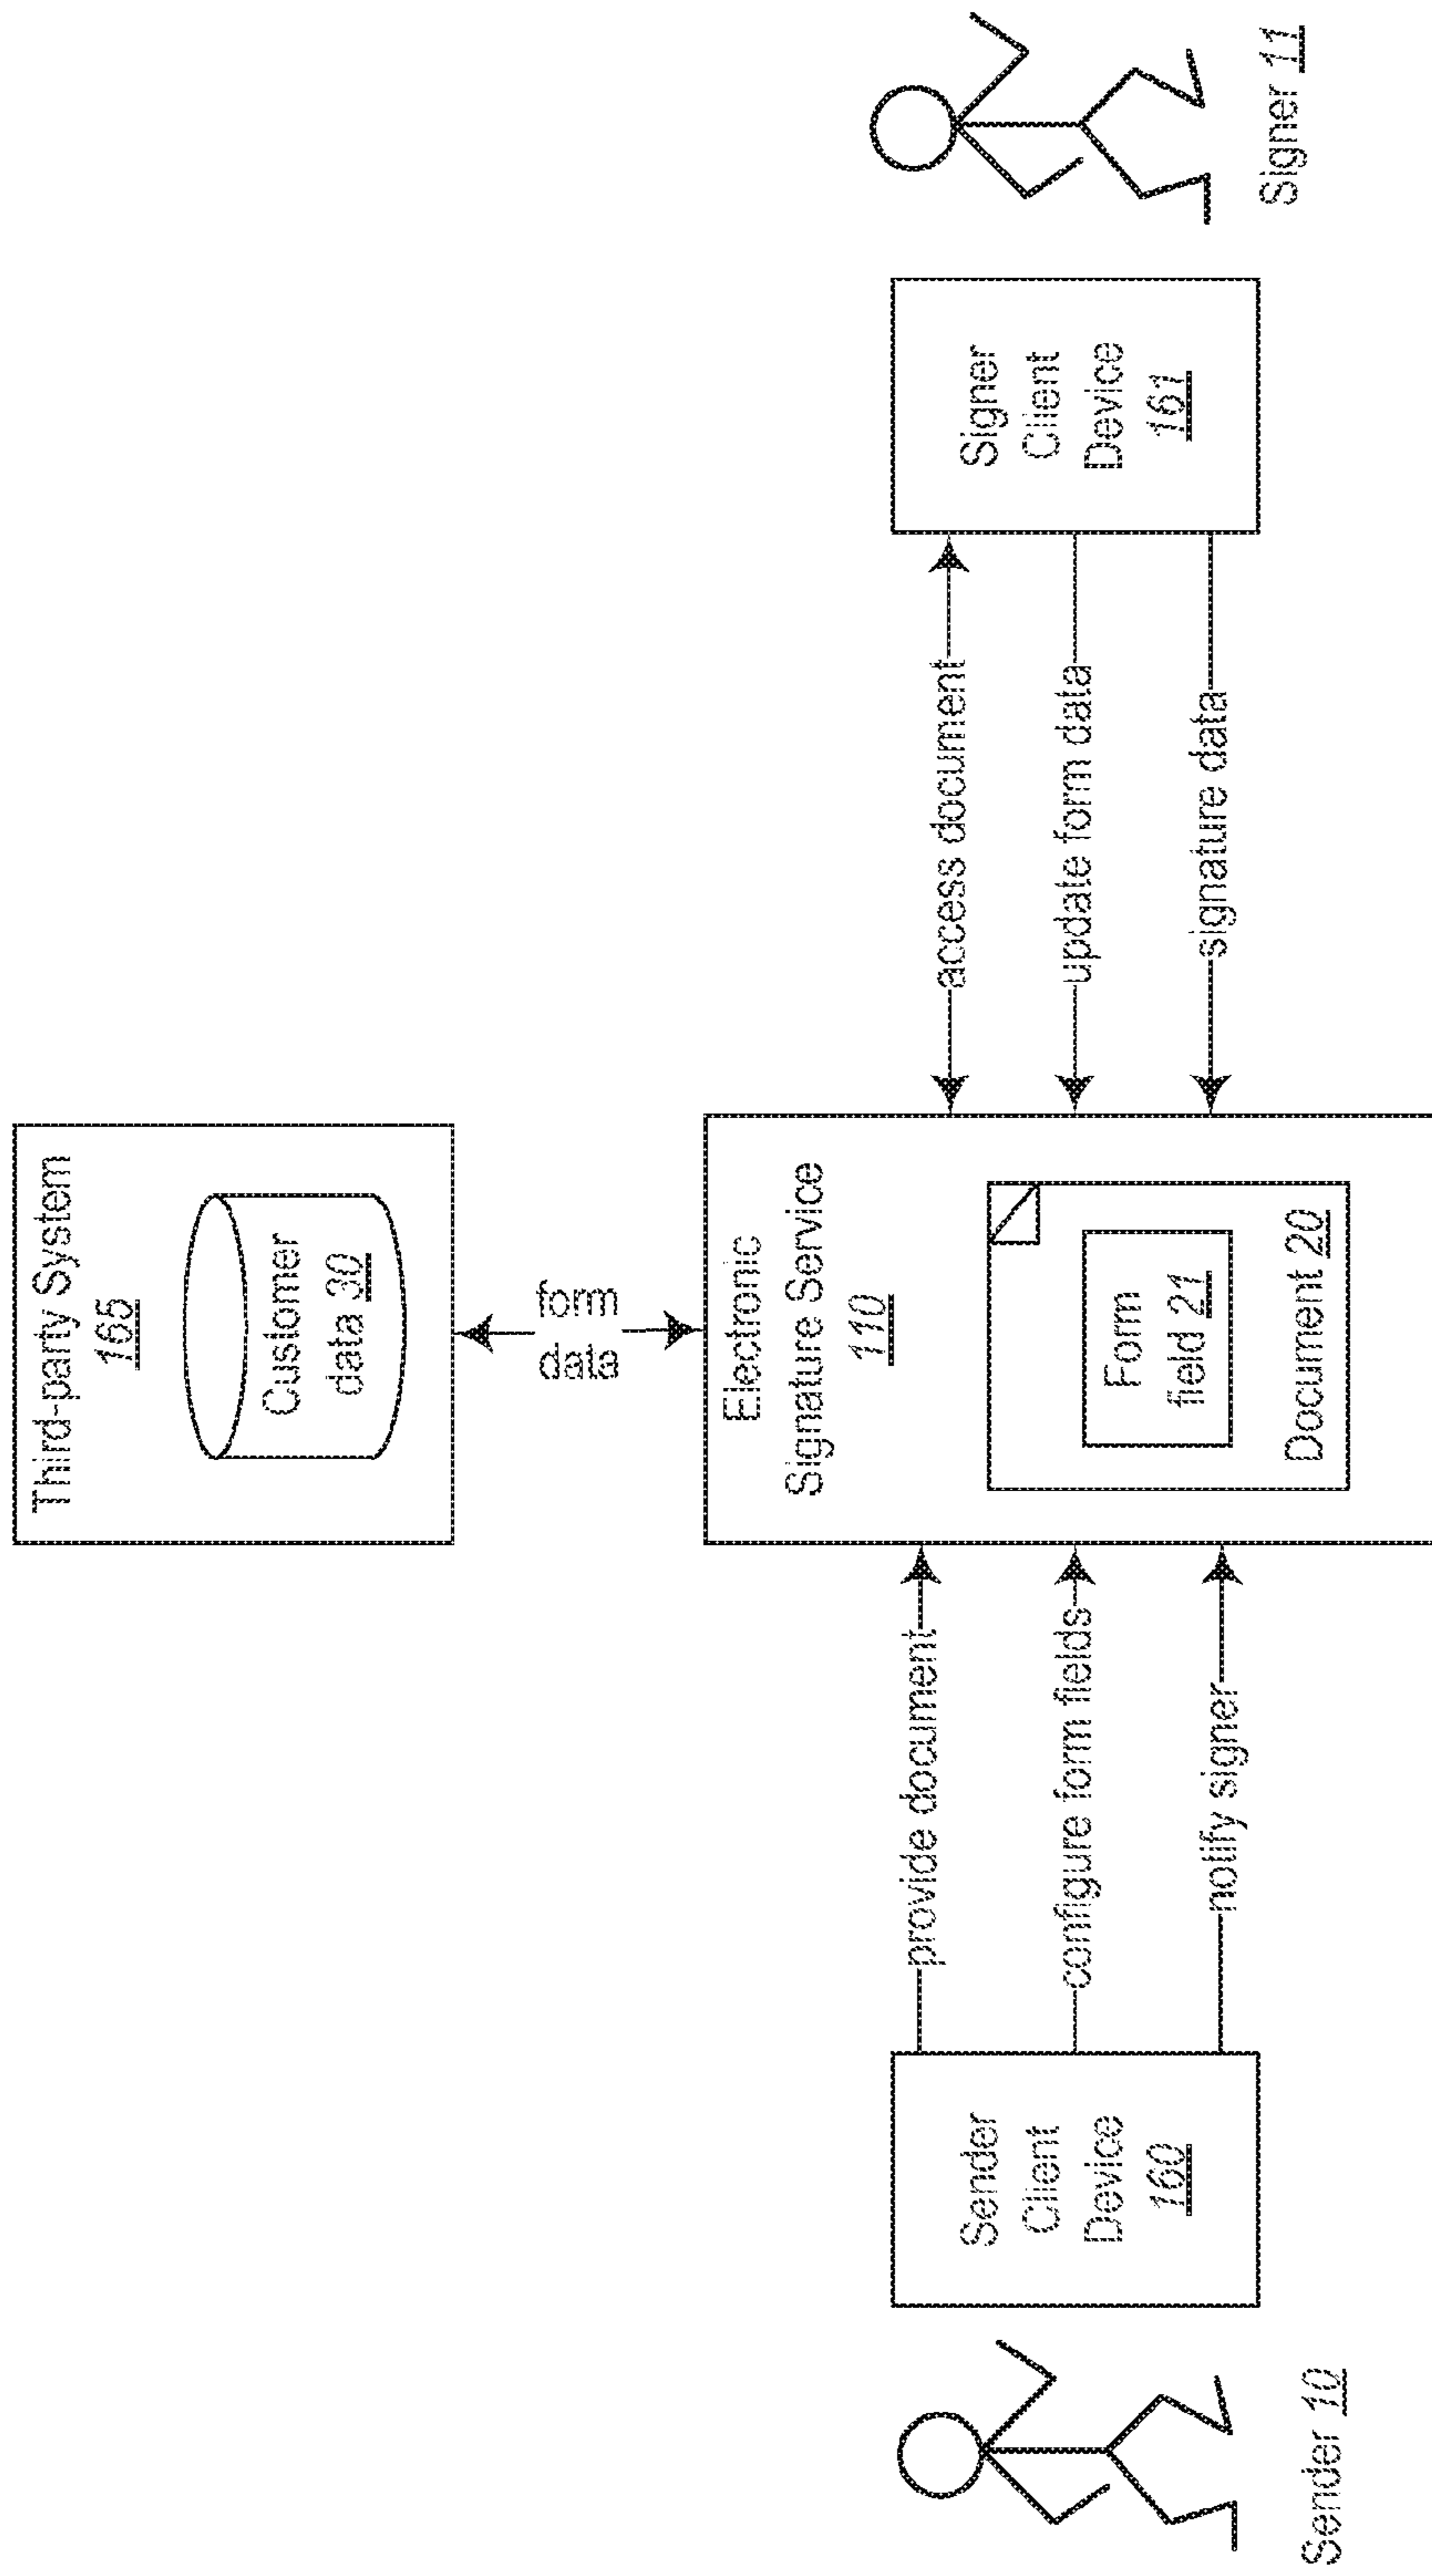 Third-party System
165
Customer
data 30
form
data
Electronic
Signature Service
110
Form
field 21
Document 20
provide document
configure form fields
notify signer
access document
update form data
signature data
Sender
Client
Device
160
Sender 10
Signer
Client
Device
161
Signer 11